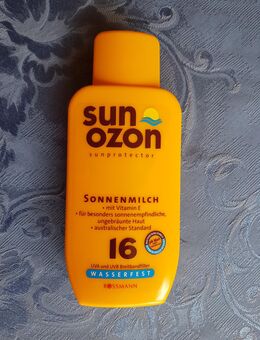 sun
ozon
sunprotector
SONNENMILCH
• mit Vitamin E
• für besonders sonnenempfindliche,
ungebräunte Haut
• australischer Standard
16
UVA und UVB Breitbandfilter
WASSERFEST
ROSSMANN